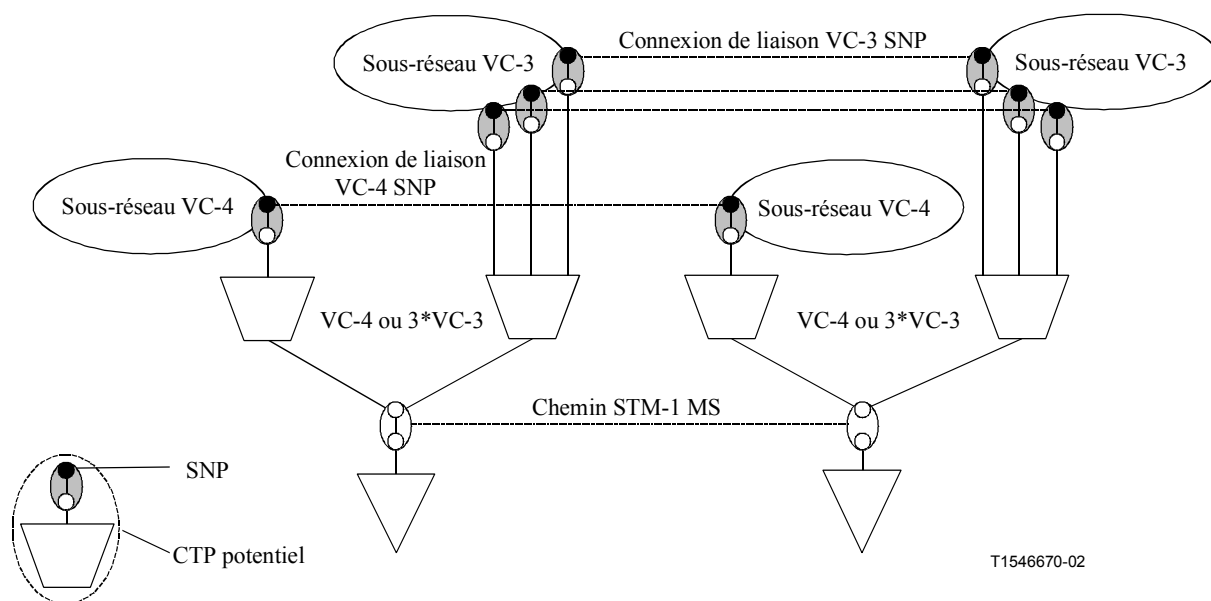 Connexion de liaison VC-3 SNP
Sous-réseau VC-3
Sous-réseau VC-3
Connexion de liaison
VC-4 SNP
Sous-réseau VC-4
Sous-réseau VC-4
VC-4 ou 3*VC-3
VC-4 ou 3*VC-3
Chemin STM-1 MS
SNP
CTP potentiel
T1546670-02